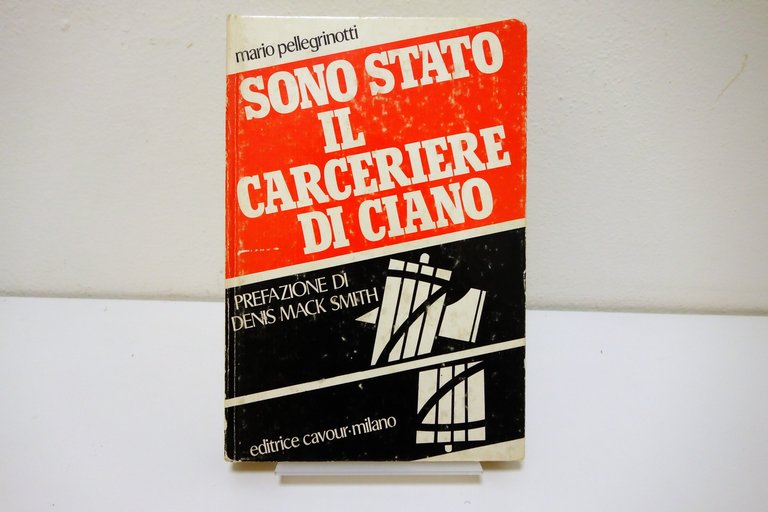 mario pellegrinotti
SONO STATO
IL
CARCERIERE
DI CIANO
PREFAZIONE DI
DENIS MACK SMITH
editrice cavour-milano